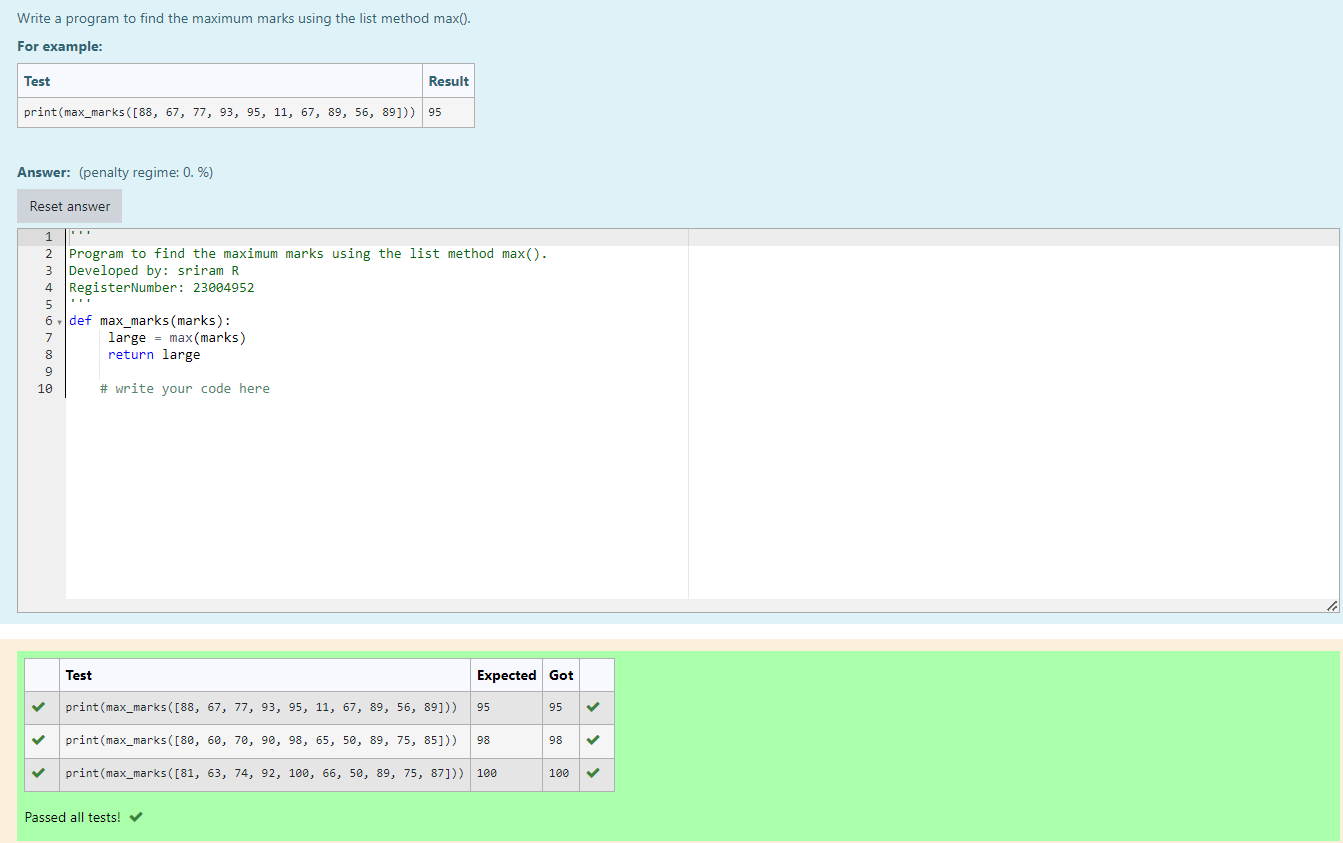 Write a program to find the maximum marks using the list method max().
For example:
Test Result
print(max_marks([88, 67, 77, 93, 95, 11, 67, 89, 56, 89])) 95
Answer: (penalty regime: 0. %)
Reset answer
1 '''
2 Program to find the maximum marks using the list method max().
3 Developed by: sriram R
4 RegisterNumber: 23004952
5 '''
6 def max_marks(marks):
7 large = max(marks)
8 return large
9
10 # write your code here
Test Expected Got
print(max_marks([88, 67, 77, 93, 95, 11, 67, 89, 56, 89])) 95 95
print(max_marks([80, 60, 70, 90, 98, 65, 50, 89, 75, 85])) 98 98
print(max_marks([81, 63, 74, 92, 100, 66, 50, 89, 75, 87])) 100 100
Passed all tests!